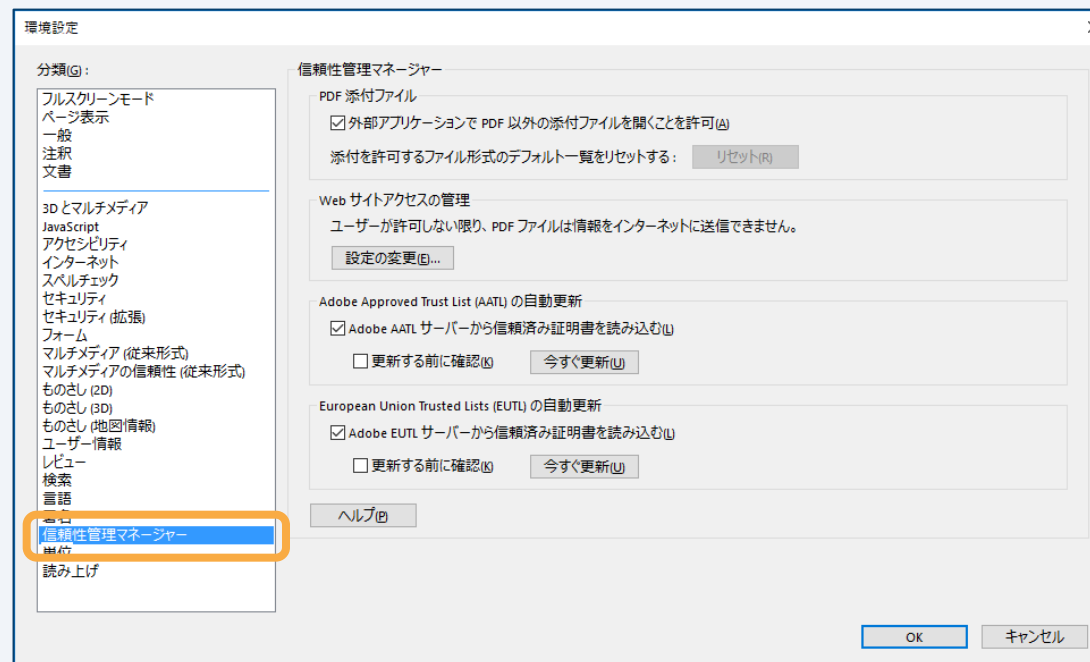 環境設定
分類(G):
フルスクリーンモード
ページ表示
一般
注釈
文書
3D とマルチメディア
JavaScript
アクセシビリティ
インターネット
スペルチェック
セキュリティ
セキュリティ (拡張)
フォーム
マルチメディア (従来形式)
マルチメディアの信頼性 (従来形式)
ものさし (2D)
ものさし (3D)
ものさし (地図情報)
ユーザー情報
レビュー
検索
言語
署名
信頼性管理マネージャー
単位
読み上げ
信頼性管理マネージャー
PDF 添付ファイル
外部アプリケーションで PDF 以外の添付ファイルを開くことを許可(A)
添付を許可するファイル形式のデフォルト一覧をリセットする: リセット(R)
Web サイトアクセスの管理
ユーザーが許可しない限り、PDF ファイルは情報をインターネットに送信できません。
設定の変更(E)...
Adobe Approved Trust List (AATL) の自動更新
Adobe AATL サーバーから信頼済み証明書を読み込む(L)
更新する前に確認(K) 今すぐ更新(U)
European Union Trusted Lists (EUTL) の自動更新
Adobe EUTL サーバーから信頼済み証明書を読み込む(L)
更新する前に確認(K) 今すぐ更新(U)
ヘルプ(P)
OK キャンセル